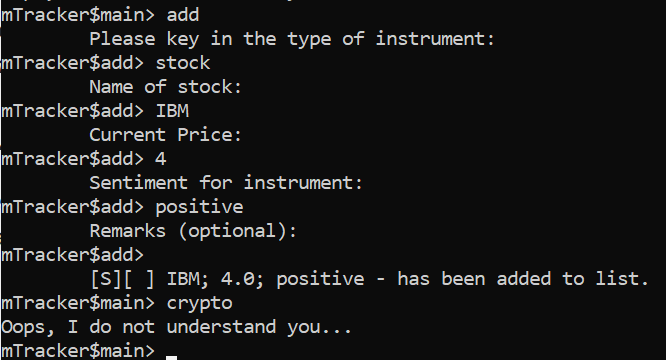 mTracker$main> add
Please key in the type of instrument:
mTracker$add> stock
Name of stock:
mTracker$add> IBM
Current Price:
mTracker$add> 4
Sentiment for instrument:
mTracker$add> positive
Remarks (optional):
mTracker$add>
[S][ ] IBM; 4.0; positive - has been added to list.
mTracker$main> crypto
Oops, I do not understand you...
mTracker$main>